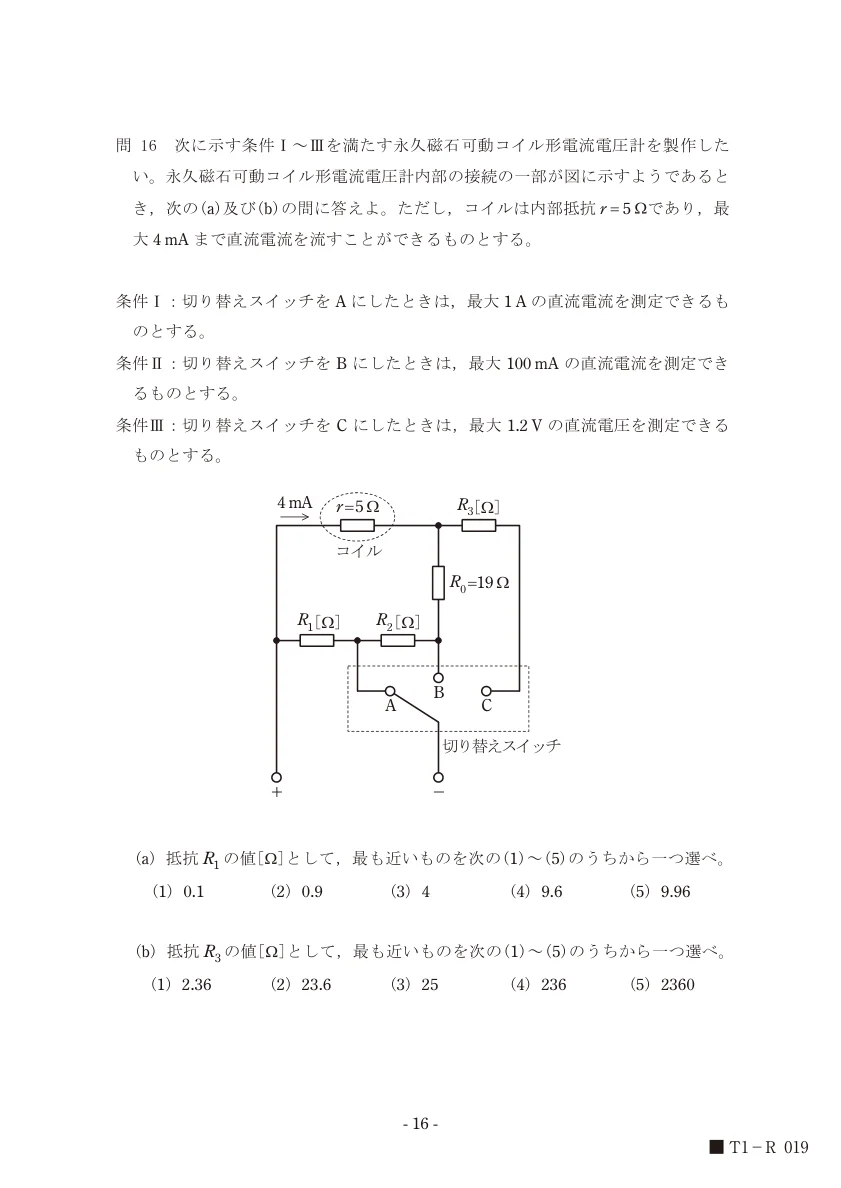 問 16　次に示す条件Ⅰ～Ⅲを満たす永久磁石可動コイル形電流電圧計を製作した
い。永久磁石可動コイル形電流電圧計内部の接続の一部が図に示すようであると
き，次の(a)及び(b)の問に答えよ。ただし，コイルは内部抵抗 r = 5 Ωであり，最
大 4 mA まで直流電流を流すことができるものとする。
条件Ⅰ：切り替えスイッチを A にしたときは，最大 1 A の直流電流を測定できるも
のとする。
条件Ⅱ：切り替えスイッチを B にしたときは，最大 100 mA の直流電流を測定でき
るものとする。
条件Ⅲ：切り替えスイッチを C にしたときは，最大 1.2 V の直流電圧を測定できる
ものとする。
4 mA
r=5 Ω
R3[Ω]
コイル
R0=19 Ω
R1[Ω]
R2[Ω]
A
B
C
切り替えスイッチ
+
−
(a) 抵抗 R1 の値[Ω]として，最も近いものを次の(1)～(5)のうちから一つ選べ。
(1) 0.1　(2) 0.9　(3) 4　(4) 9.6　(5) 9.96
(b) 抵抗 R3 の値[Ω]として，最も近いものを次の(1)～(5)のうちから一つ選べ。
(1) 2.36　(2) 23.6　(3) 25　(4) 236　(5) 2360
- 16 -
■ T1−R 019